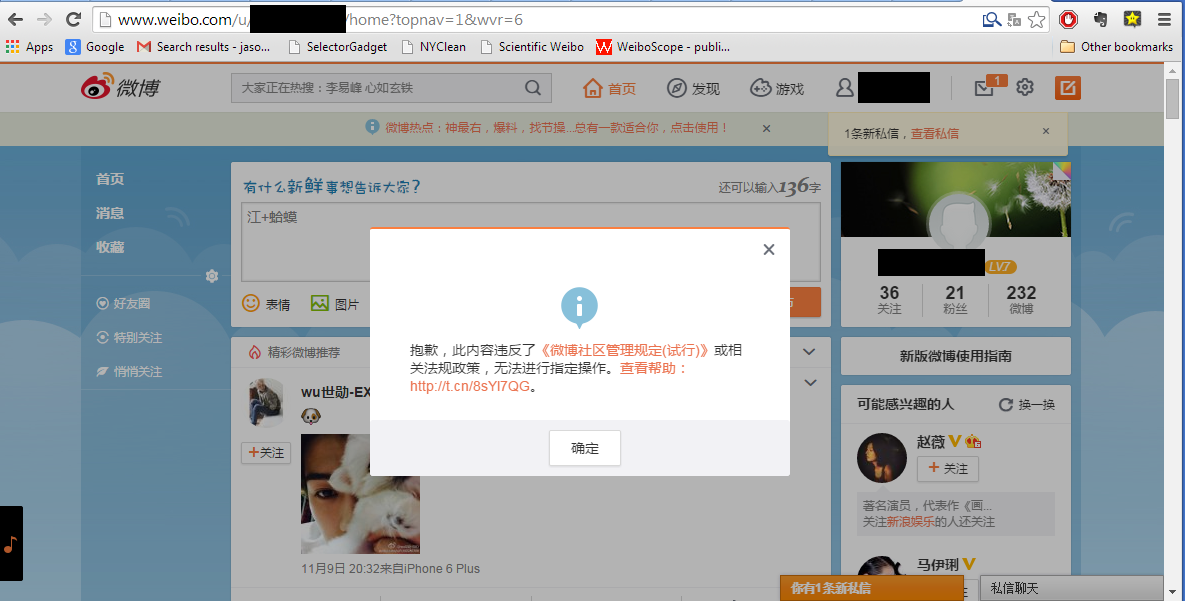 www.weibo.com/u/ /home?topnav=1&wvr=6
Apps Google Search results - jaso... SelectorGadget NYClean Scientific Weibo WeiboScope - publi... Other bookmarks
微博 大家正在热搜：李易峰 心如玄铁 首页 发现 游戏 1
微博热点：神最右，爆料，找节操...总有一款适合你，点击使用！ ×
1条新私信，查看私信 ×
首页
消息
收藏
好友圈
特别关注
悄悄关注
有什么新鲜事想告诉大家?
还可以输入136字
江+蛤蟆
表情 图片
抱歉，此内容违反了《微博社区管理规定(试行)》或相
关法规政策，无法进行指定操作。查看帮助：
http://t.cn/8sYl7QG。
确定
精彩微博推荐
wu世勋-EX
+关注
11月9日 20:32来自iPhone 6 Plus
LV7
36 21 232
关注 粉丝 微博
新版微博使用指南
可能感兴趣的人 换一换
赵薇
+ 关注
著名演员，代表作《画...
关注新浪娱乐的人还关注
马伊琍
你有1条新私信 私信聊天